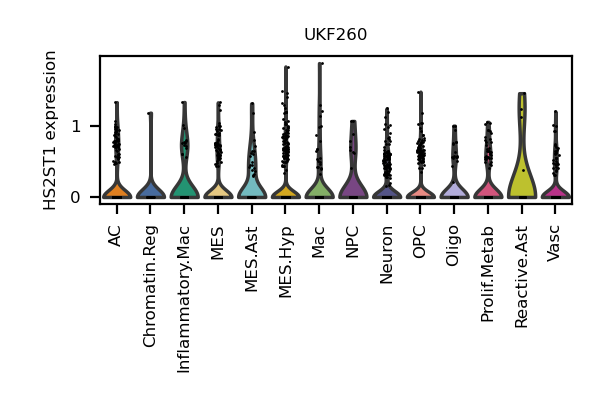 UKF260
HS2ST1 expression
1
0
AC
Chromatin.Reg
Inflammatory.Mac
MES
MES.Ast
MES.Hyp
Mac
NPC
Neuron
OPC
Oligo
Prolif.Metab
Reactive.Ast
Vasc